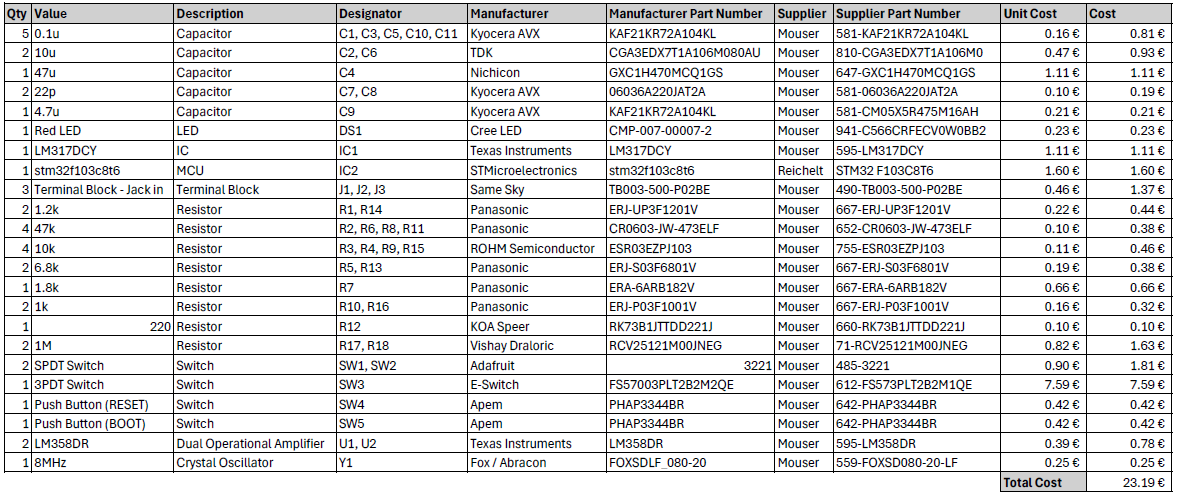 Qty Value Description Designator Manufacturer Manufacturer Part Number Supplier Supplier Part Number Unit Cost Cost
5 0.1u Capacitor C1, C3, C5, C10, C11 Kyocera AVX KAF21KR72A104KL Mouser 581-KAF21KR72A104KL 0.16 € 0.81 €
2 10u Capacitor C2, C6 TDK CGA3EDX7T1A106M080AU Mouser 810-CGA3EDX7T1A106M0 0.47 € 0.93 €
1 47u Capacitor C4 Nichicon GXC1H470MCQ1GS Mouser 647-GXC1H470MCQ1GS 1.11 € 1.11 €
2 22p Capacitor C7, C8 Kyocera AVX 06036A220JAT2A Mouser 581-06036A220JAT2A 0.10 € 0.19 €
1 4.7u Capacitor C9 Kyocera AVX KAF21KR72A104KL Mouser 581-CM05X5R475M16AH 0.21 € 0.21 €
1 Red LED LED DS1 Cree LED CMP-007-00007-2 Mouser 941-C566CRFECV0W0BB2 0.23 € 0.23 €
1 LM317DCY IC IC1 Texas Instruments LM317DCY Mouser 595-LM317DCY 1.11 € 1.11 €
1 stm32f103c8t6 MCU IC2 STMicroelectronics stm32f103c8t6 Reichelt STM32 F103C8T6 1.60 € 1.60 €
3 Terminal Block - Jack in Terminal Block J1, J2, J3 Same Sky TB003-500-P02BE Mouser 490-TB003-500-P02BE 0.46 € 1.37 €
2 1.2k Resistor R1, R14 Panasonic ERJ-UP3F1201V Mouser 667-ERJ-UP3F1201V 0.22 € 0.44 €
4 47k Resistor R2, R6, R8, R11 Panasonic CR0603-JW-473ELF Mouser 652-CR0603-JW-473ELF 0.10 € 0.38 €
4 10k Resistor R3, R4, R9, R15 ROHM Semiconductor ESR03EZPJ103 Mouser 755-ESR03EZPJ103 0.11 € 0.46 €
2 6.8k Resistor R5, R13 Panasonic ERJ-S03F6801V Mouser 667-ERJ-S03F6801V 0.19 € 0.38 €
1 1.8k Resistor R7 Panasonic ERA-6ARB182V Mouser 667-ERA-6ARB182V 0.66 € 0.66 €
2 1k Resistor R10, R16 Panasonic ERJ-P03F1001V Mouser 667-ERJ-P03F1001V 0.16 € 0.32 €
1 220 Resistor R12 KOA Speer RK73B1JTTDD221J Mouser 660-RK73B1JTTDD221J 0.10 € 0.10 €
2 1M Resistor R17, R18 Vishay Draloric RCV25121M00JNEG Mouser 71-RCV25121M00JNEG 0.82 € 1.63 €
2 SPDT Switch Switch SW1, SW2 Adafruit 3221 Mouser 485-3221 0.90 € 1.81 €
1 3PDT Switch Switch SW3 E-Switch FS57003PLT2B2M2QE Mouser 612-FS573PLT2B2M1QE 7.59 € 7.59 €
1 Push Button (RESET) Switch SW4 Apem PHAP3344BR Mouser 642-PHAP3344BR 0.42 € 0.42 €
1 Push Button (BOOT) Switch SW5 Apem PHAP3344BR Mouser 642-PHAP3344BR 0.42 € 0.42 €
2 LM358DR Dual Operational Amplifier U1, U2 Texas Instruments LM358DR Mouser 595-LM358DR 0.39 € 0.78 €
1 8MHz Crystal Oscillator Y1 Fox / Abracon FOXSDLF_080-20 Mouser 559-FOXSD080-20-LF 0.25 € 0.25 €
Total Cost 23.19 €